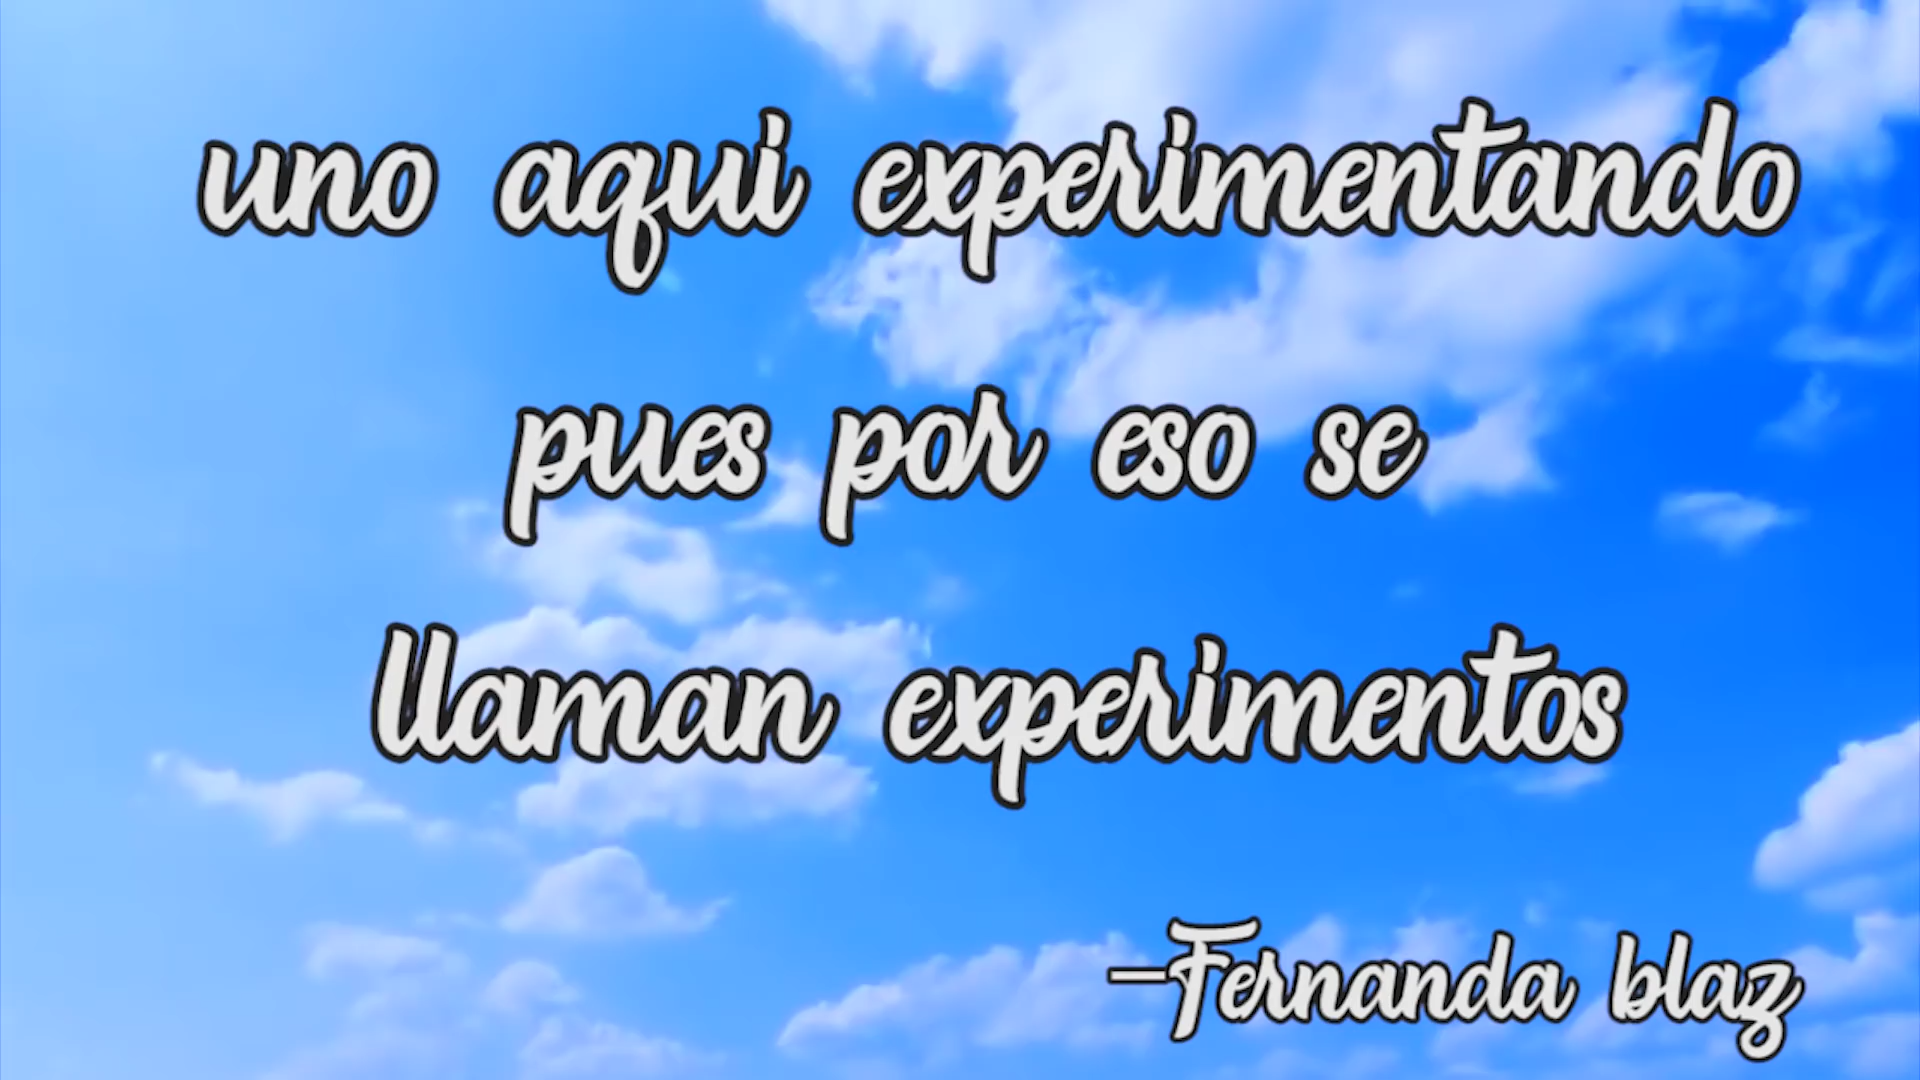 uno aqui experimentando
pues por eso se
llaman experimentos
-Fernanda blaz